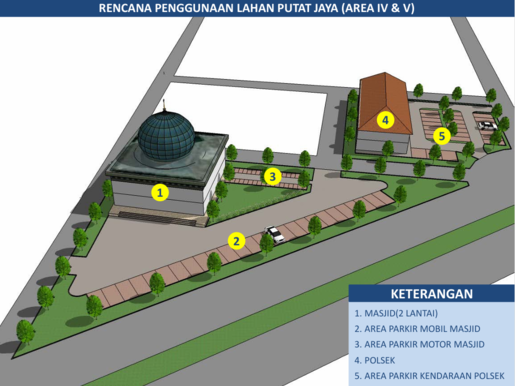 RENCANA PENGGUNAAN LAHAN PUTAT JAYA (AREA IV & V)
4
5
3
1
2
KETERANGAN
1. MASJID(2 LANTAI)
2. AREA PARKIR MOBIL MASJID
3. AREA PARKIR MOTOR MASJID
4. POLSEK
5. AREA PARKIR KENDARAAN POLSEK